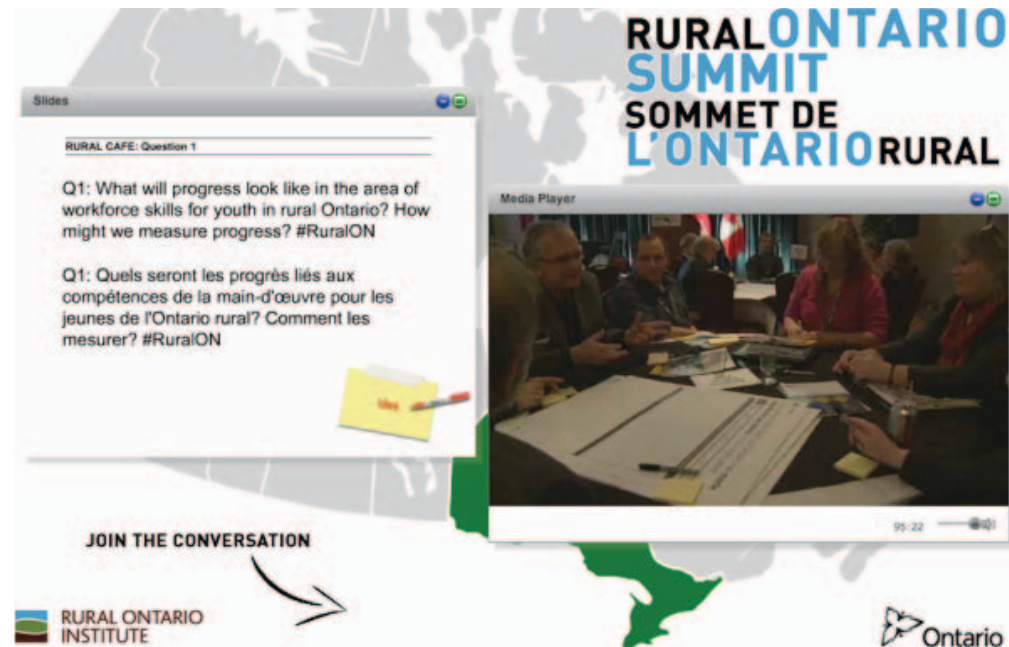 RURALONTARIO
SUMMIT
SOMMET DE
L'ONTARIORURAL
Slides
RURAL CAFE: Question 1
Q1: What will progress look like in the area of
workforce skills for youth in rural Ontario? How
might we measure progress? #RuralON
Q1: Quels seront les progrès liés aux
compétences de la main-d'œuvre pour les
jeunes de l'Ontario rural? Comment les
mesurer? #RuralON
Media Player
95:22
JOIN THE CONVERSATION
RURAL ONTARIO
INSTITUTE
Ontario